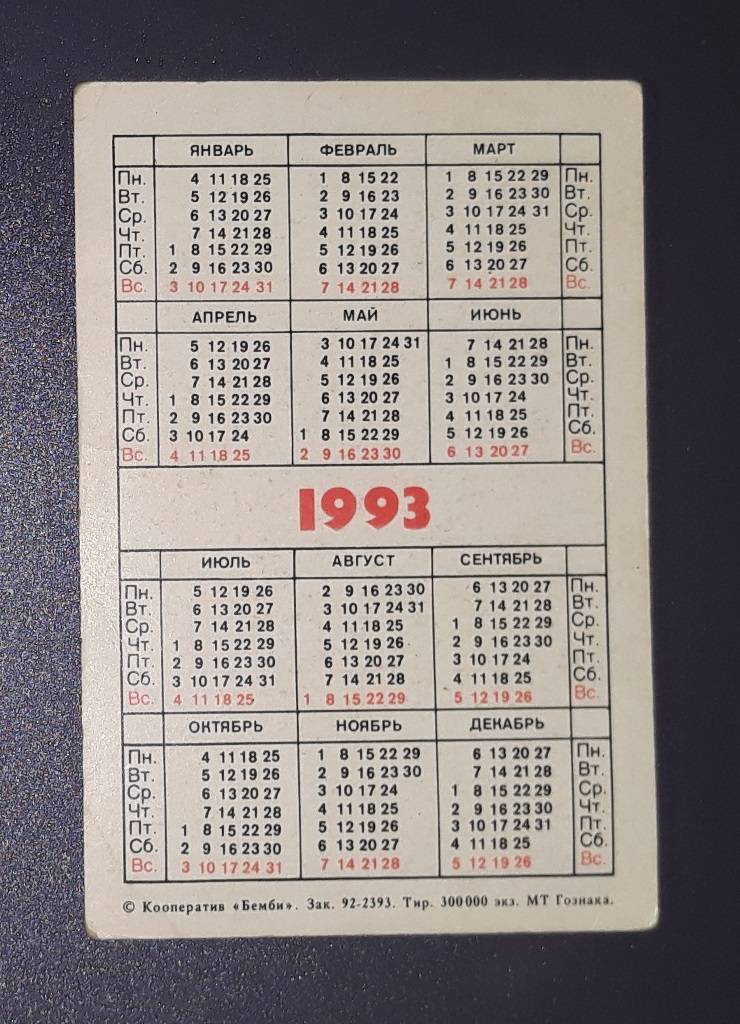 ЯНВАРЬ ФЕВРАЛЬ МАРТ
Пн. 4 11 18 25 1 8 15 22 1 8 15 22 29 Пн.
Вт. 5 12 19 26 2 9 16 23 2 9 16 23 30 Вт.
Ср. 6 13 20 27 3 10 17 24 3 10 17 24 31 Ср.
Чт. 7 14 21 28 4 11 18 25 4 11 18 25 Чт.
Пт. 1 8 15 22 29 5 12 19 26 5 12 19 26 Пт.
Сб. 2 9 16 23 30 6 13 20 27 6 13 20 27 Сб.
Вс. 3 10 17 24 31 7 14 21 28 7 14 21 28 Вс.
АПРЕЛЬ МАЙ ИЮНЬ
Пн. 5 12 19 26 3 10 17 24 31 7 14 21 28 Пн.
Вт. 6 13 20 27 4 11 18 25 1 8 15 22 29 Вт.
Ср. 7 14 21 28 5 12 19 26 2 9 16 23 30 Ср.
Чт. 1 8 15 22 29 6 13 20 27 3 10 17 24 Чт.
Пт. 2 9 16 23 30 7 14 21 28 4 11 18 25 Пт.
Сб. 3 10 17 24 1 8 15 22 29 5 12 19 26 Сб.
Вс. 4 11 18 25 2 9 16 23 30 6 13 20 27 Вс.
1993
ИЮЛЬ АВГУСТ СЕНТЯБРЬ
Пн. 5 12 19 26 2 9 16 23 30 6 13 20 27 Пн.
Вт. 6 13 20 27 3 10 17 24 31 7 14 21 28 Вт.
Ср. 7 14 21 28 4 11 18 25 1 8 15 22 29 Ср.
Чт. 1 8 15 22 29 5 12 19 26 2 9 16 23 30 Чт.
Пт. 2 9 16 23 30 6 13 20 27 3 10 17 24 Пт.
Сб. 3 10 17 24 31 7 14 21 28 4 11 18 25 Сб.
Вс. 4 11 18 25 1 8 15 22 29 5 12 19 26 Вс.
ОКТЯБРЬ НОЯБРЬ ДЕКАБРЬ
Пн. 4 11 18 25 1 8 15 22 29 6 13 20 27 Пн.
Вт. 5 12 19 26 2 9 16 23 30 7 14 21 28 Вт.
Ср. 6 13 20 27 3 10 17 24 1 8 15 22 29 Ср.
Чт. 7 14 21 28 4 11 18 25 2 9 16 23 30 Чт.
Пт. 1 8 15 22 29 5 12 19 26 3 10 17 24 31 Пт.
Сб. 2 9 16 23 30 6 13 20 27 4 11 18 25 Сб.
Вс. 3 10 17 24 31 7 14 21 28 5 12 19 26 Вс.
© Кооператив «Бемби». Зак. 92-2393. Тир. 300000 экз. МТ Гознака.